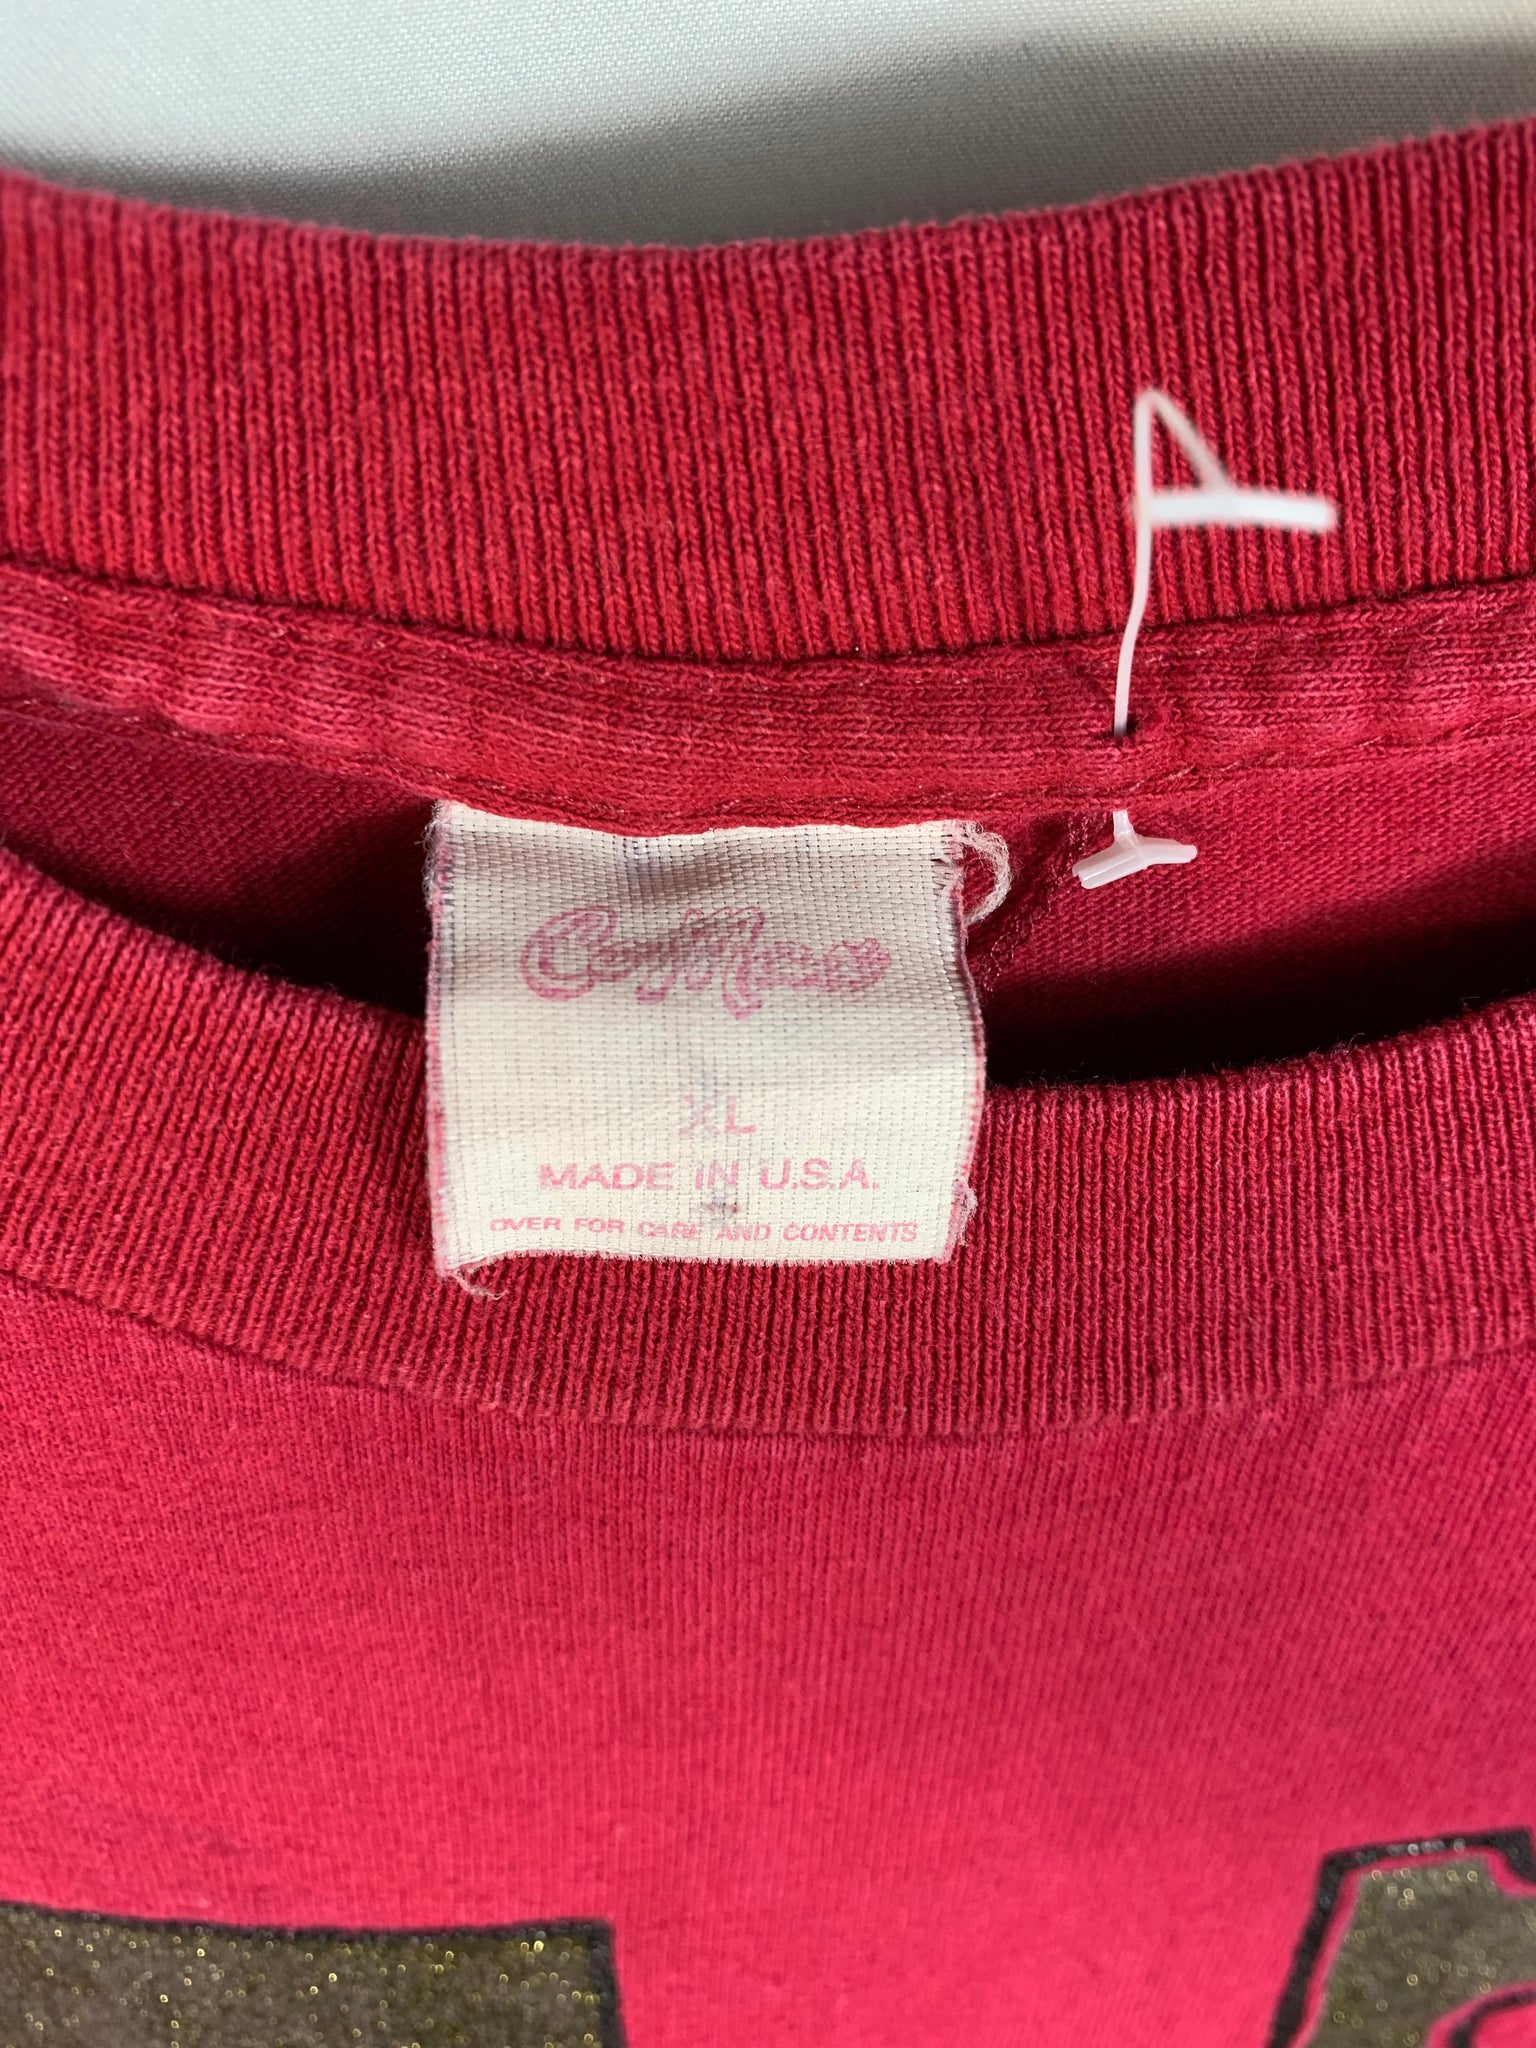 XL
MADE IN U.S.A.
OVER FOR CARE AND CONTENTS